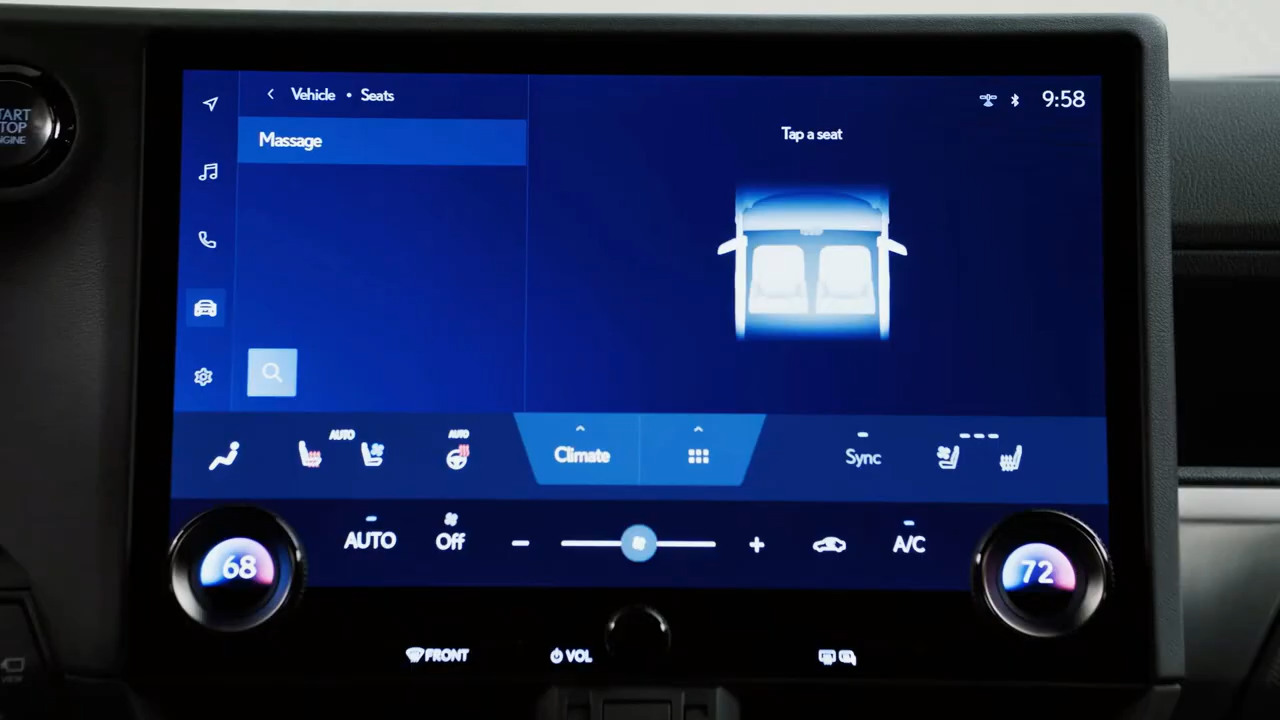 START
STOP
ENGINE
Vehicle • Seats
9:58
Massage
Tap a seat
AUTO
AUTO
Climate
Sync
AUTO
Off
A/C
68
72
FRONT
VOL
VIEW